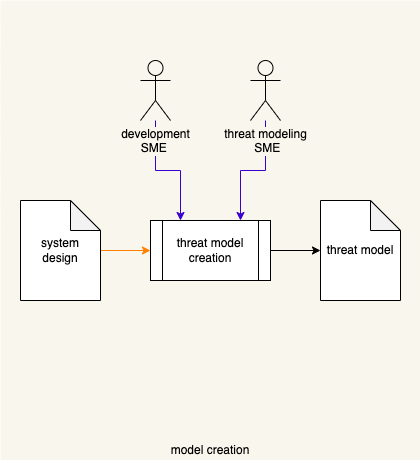 development
SME
threat modeling
SME
system
design
threat model
creation
threat model
model creation